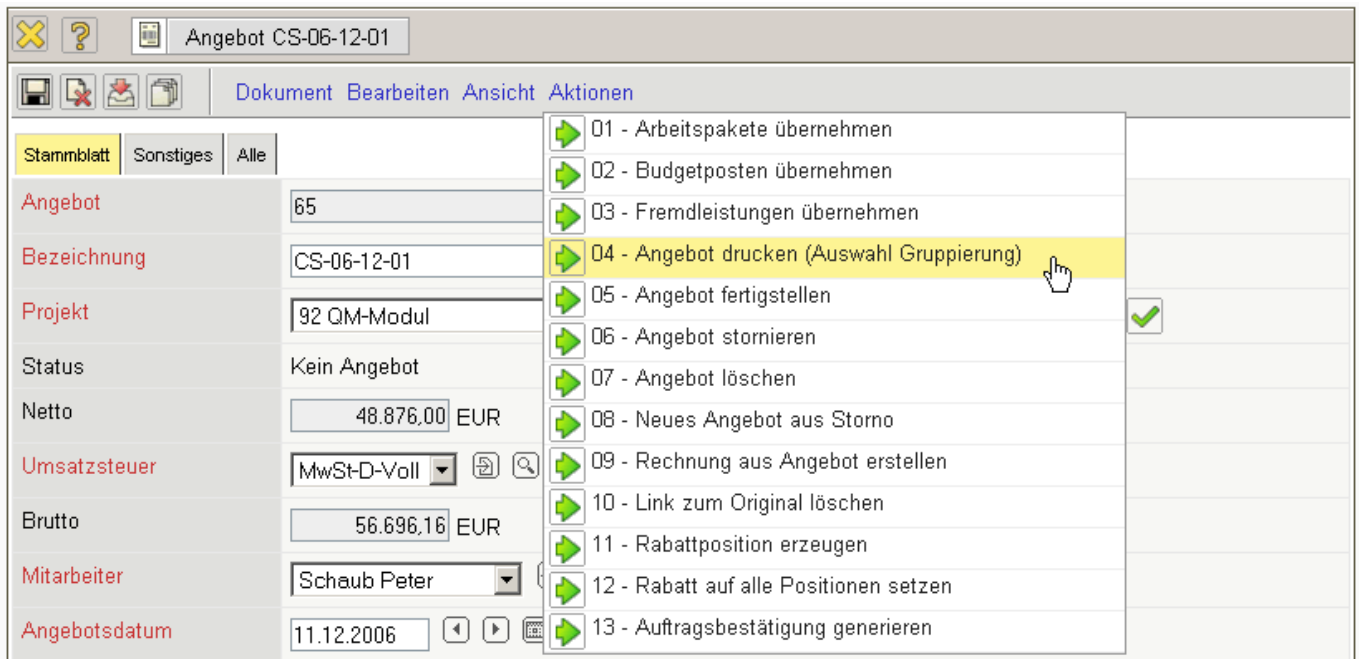 Angebot CS-06-12-01
Dokument Bearbeiten Ansicht Aktionen
Stammblatt Sonstiges Alle
01 - Arbeitspakete übernehmen
02 - Budgetposten übernehmen
03 - Fremdleistungen übernehmen
04 - Angebot drucken (Auswahl Gruppierung)
05 - Angebot fertigstellen
06 - Angebot stornieren
07 - Angebot löschen
08 - Neues Angebot aus Storno
09 - Rechnung aus Angebot erstellen
10 - Link zum Original löschen
11 - Rabattposition erzeugen
12 - Rabatt auf alle Positionen setzen
13 - Auftragsbestätigung generieren
Angebot 65
Bezeichnung CS-06-12-01
Projekt 92 QM-Modul
Status Kein Angebot
Netto 48.876,00 EUR
Umsatzsteuer MwSt-D-Voll
Brutto 56.696,16 EUR
Mitarbeiter Schaub Peter
Angebotsdatum 11.12.2006